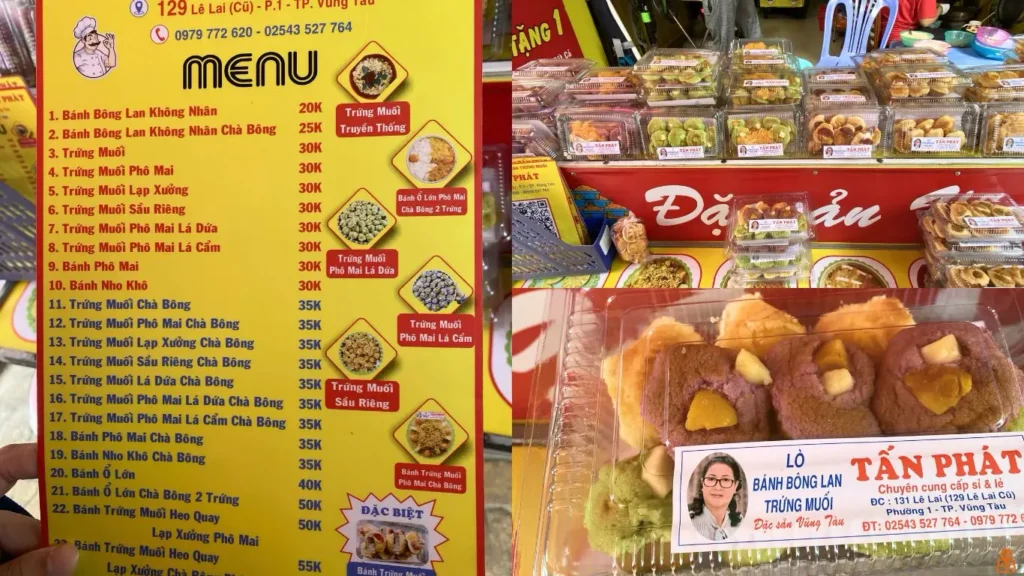 129 Lê Lai (Cũ) - P.1 - TP. Vũng Tàu
0979 772 620 - 02543 527 764
MENU
1. Bánh Bông Lan Không Nhân 20K
2. Bánh Bông Lan Không Nhân Chà Bông 25K
3. Trứng Muối 30K
4. Trứng Muối Phô Mai 30K
5. Trứng Muối Lạp Xưởng 30K
6. Trứng Muối Sầu Riêng 30K
7. Trứng Muối Phô Mai Lá Dứa 30K
8. Trứng Muối Phô Mai Lá Cẩm 30K
9. Bánh Phô Mai 30K
10. Bánh Nho Khô 30K
11. Trứng Muối Chà Bông 35K
12. Trứng Muối Phô Mai Chà Bông 35K
13. Trứng Muối Lạp Xưởng Chà Bông 35K
14. Trứng Muối Sầu Riêng Chà Bông 35K
15. Trứng Muối Lá Dứa Chà Bông 35K
16. Trứng Muối Phô Mai Lá Dứa Chà Bông 35K
17. Trứng Muối Phô Mai Lá Cẩm Chà Bông 35K
18. Bánh Phô Mai Chà Bông 35K
19. Bánh Nho Khô Chà Bông 35K
20. Bánh Ổ Lớn 40K
21. Bánh Ổ Lớn Chà Bông 2 Trứng 50K
22. Bánh Trứng Muối Heo Quay 50K
Lạp Xưởng Phô Mai
Bánh Trứng Muối Heo Quay
Lạp Xưởng Chà Bông 55K
Trứng Muối
Truyền Thống
Bánh Ổ Lớn Phô Mai
Chà Bông 2 Trứng
Trứng Muối
Phô Mai Lá Dứa
Trứng Muối
Phô Mai Lá Cẩm
Trứng Muối
Sầu Riêng
Bánh Trứng Muối
Phô Mai Chà Bông
ĐẶC BIỆT
Bánh Trứng Muối
TẶNG 1
PHÁT
Đặ ản
TẤN PHÁT
LÒ
BÁNH BÔNG LAN
TRỨNG MUỐI
Đặc sản Vũng Tàu
TẤN PHÁT
Chuyên cung cấp sỉ & lẻ
ĐC : 131 Lê Lai (129 Lê Lai Cũ)
Phường 1 - TP. Vũng Tàu
ĐT: 02543 527 764 - 0979 772 6